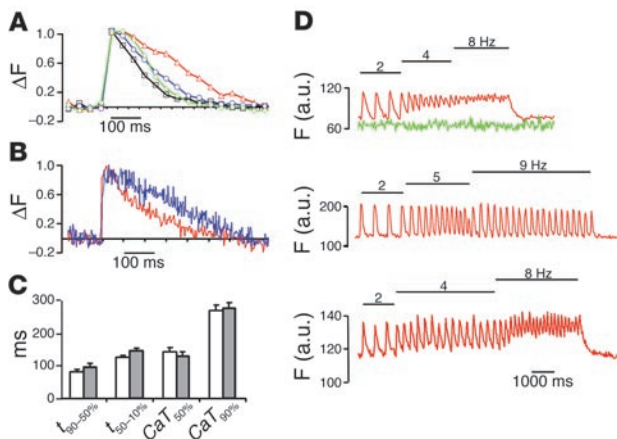 A
1.0
0.6
0.2
−0.2
ΔF
100 ms
B
1.0
0.6
0.2
−0.2
ΔF
100 ms
C
300
200
100
0
ms
t90–50%
t50–10%
CaT50%
CaT90%
D
2
4
8 Hz
120
60
F (a.u.)
2
5
9 Hz
200
100
F (a.u.)
2
4
8 Hz
140
120
100
F (a.u.)
1000 ms